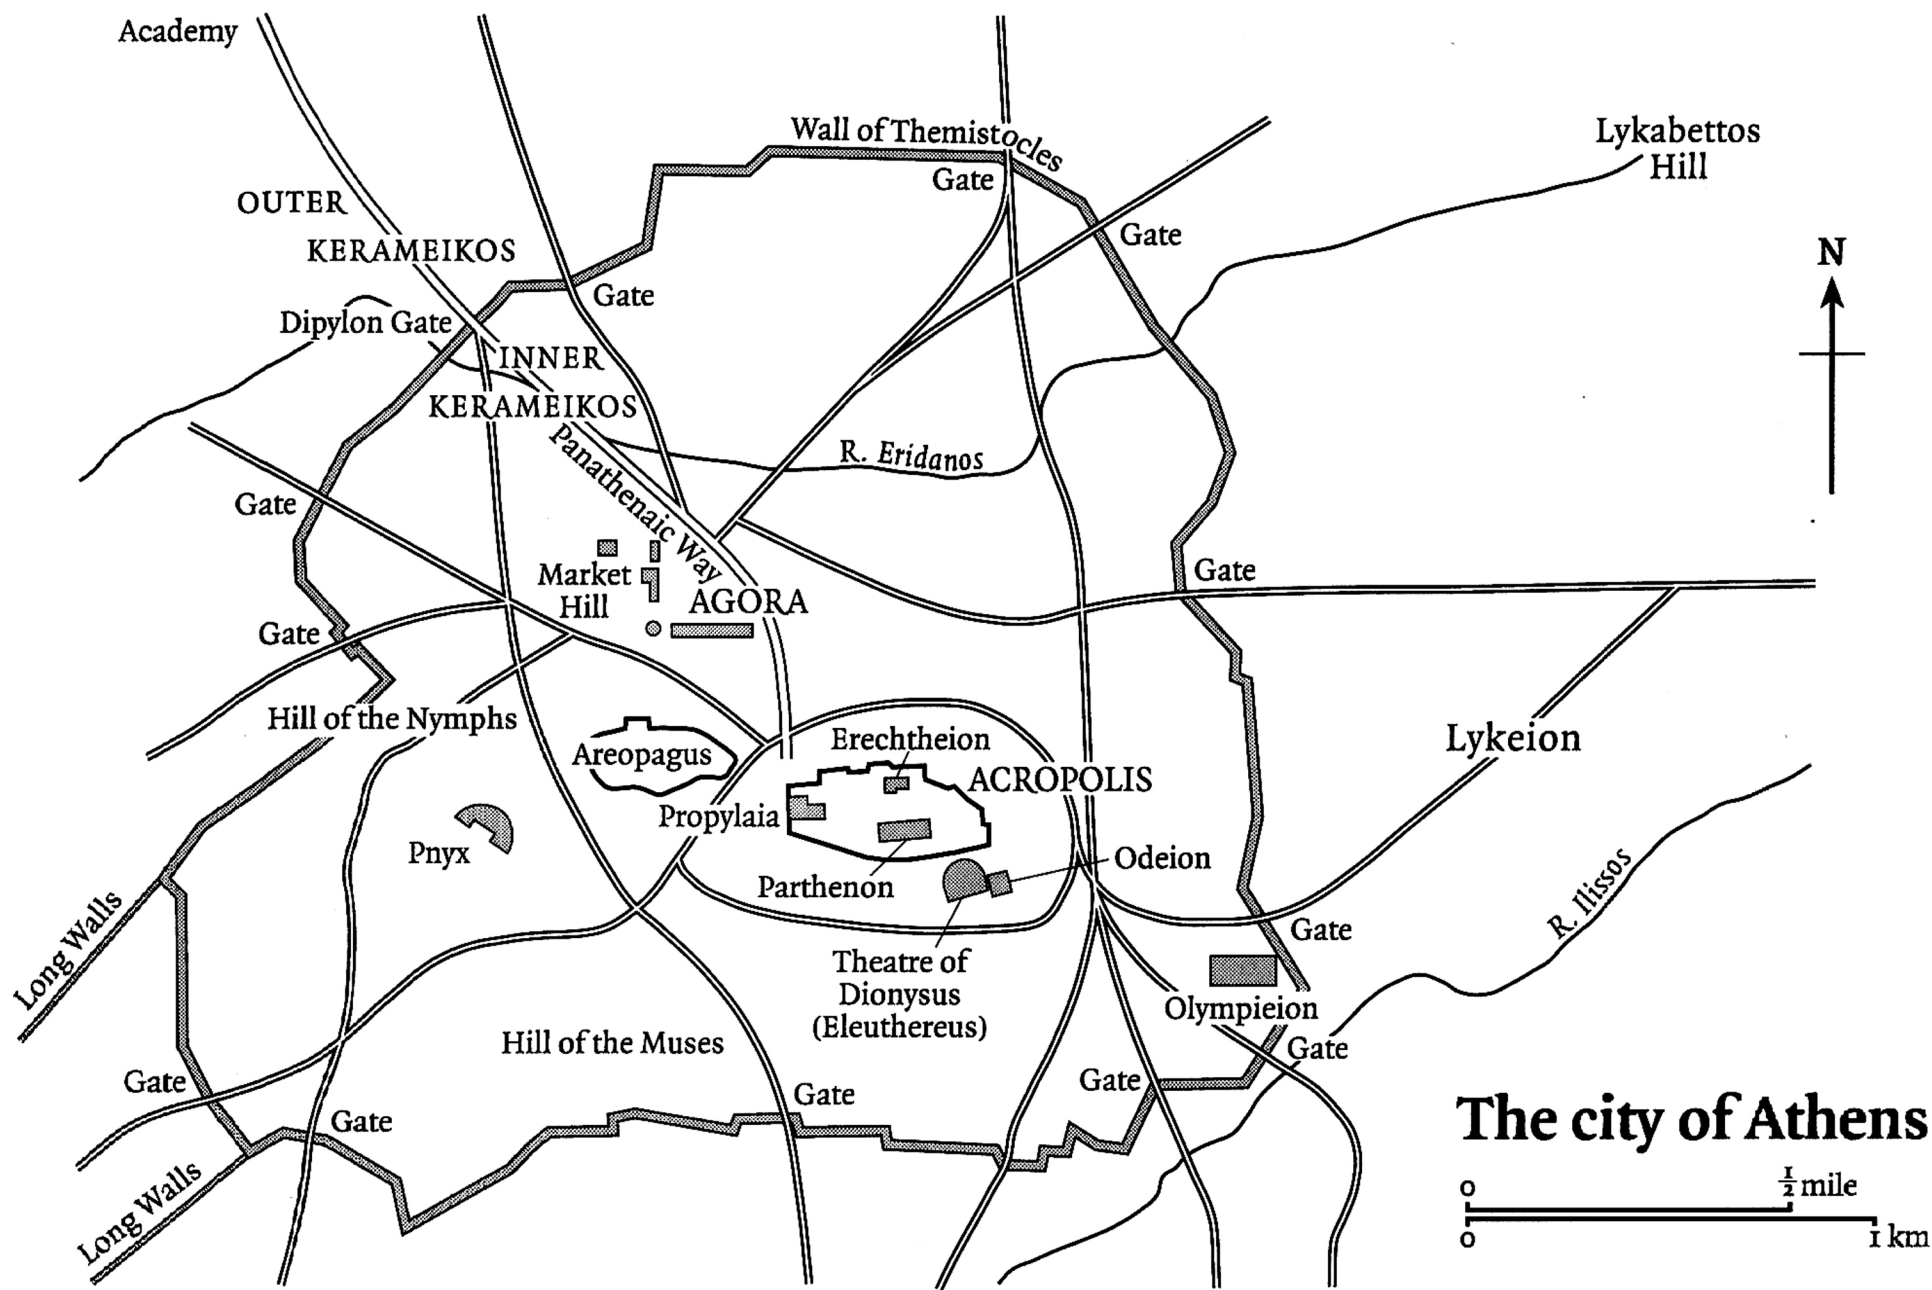 Academy
Wall of Themistocles
Lykabettos
Hill
Gate
OUTER
Gate
KERAMEIKOS
N
Gate
Dipylon Gate
INNER
KERAMEIKOS
Panathenaic Way
R. Eridanos
Gate
Gate
Market
Hill
AGORA
Gate
Hill of the Nymphs
Areopagus
Erechtheion
Lykeion
ACROPOLIS
Propylaia
Pnyx
Odeion
Parthenon
R. Ilissos
Long Walls
Gate
Theatre of
Dionysus
(Eleuthereus)
Olympieion
Hill of the Muses
Gate
Gate
Gate
Gate
Gate
Long Walls
The city of Athens
0
½ mile
0
1 km